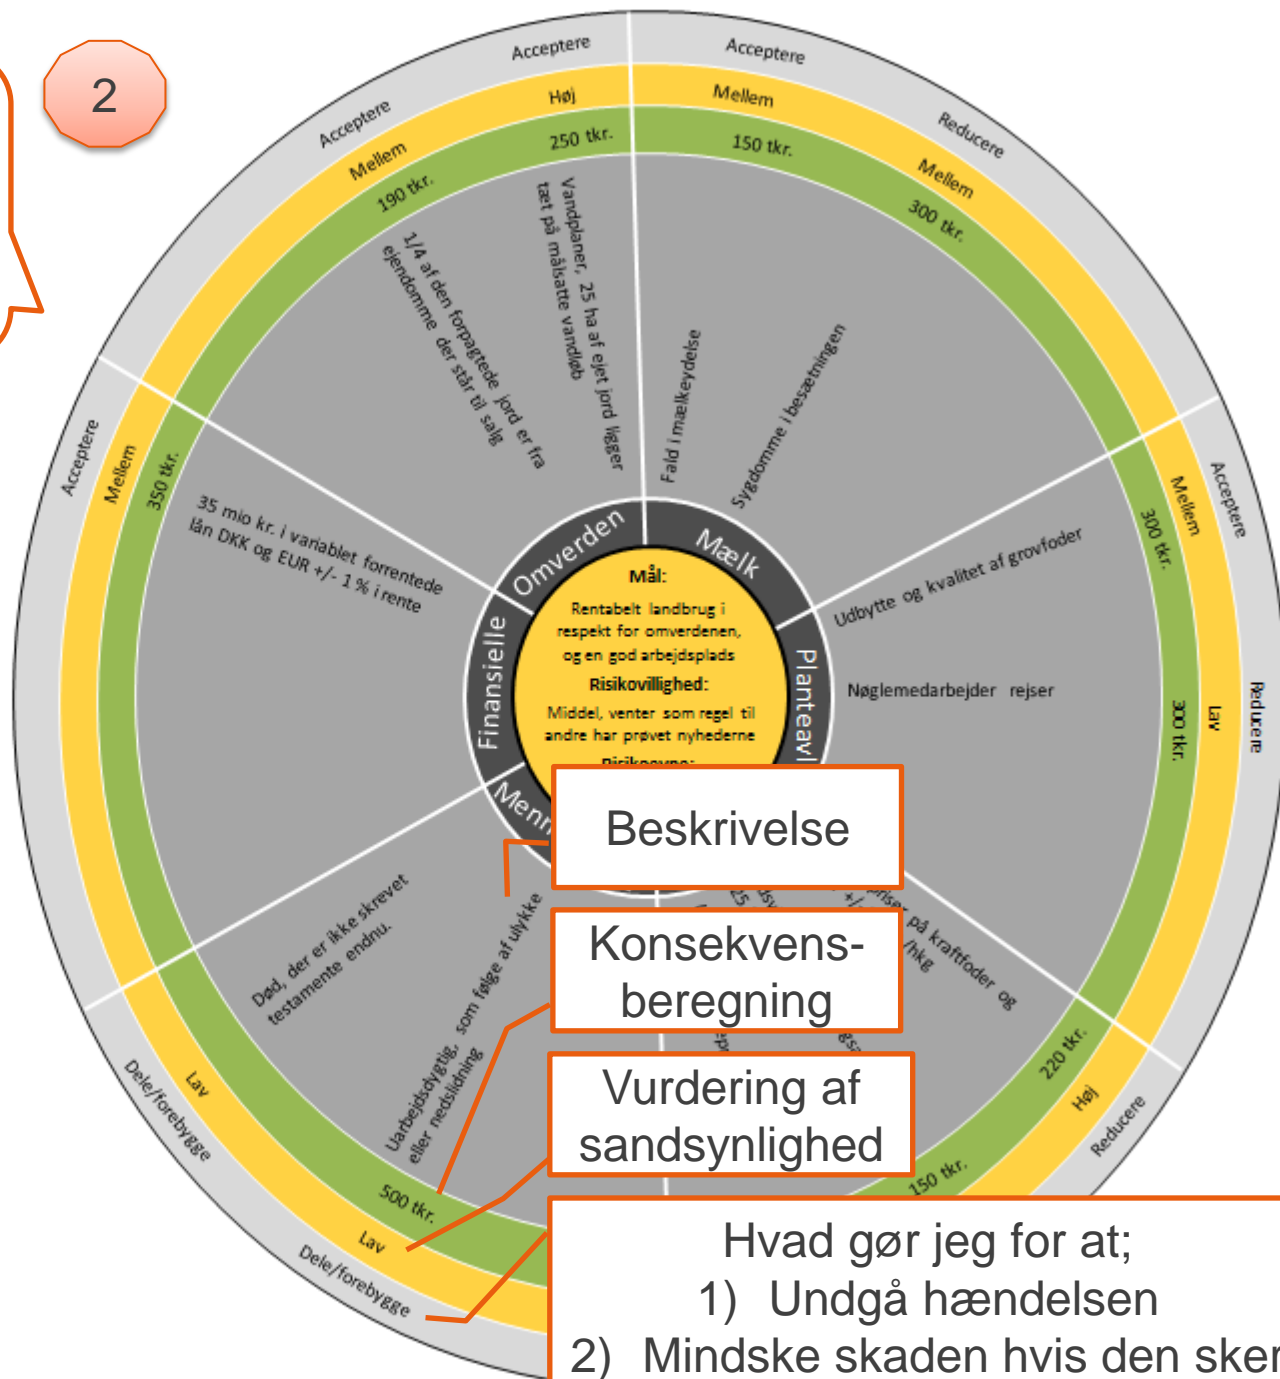 2
Acceptere
Acceptere
Acceptere
Reducere
Mellem
Høj
Mellem
Mellem
190 tkr.
250 tkr.
150 tkr.
300 tkr.
1/4 af den forpagtede jord er fra
ejendomme der står til salg
Vandplaner, 25 ha af ejet jord ligger
tæt på målsatte vandløb
Fald i mælkeydelse
Sygdomme i besætningen
Acceptere
Mellem
350 tkr.
35 mio kr. i variablet forrentede
lån DKK og EUR +/- 1 % i rente
Udbytte og kvalitet af grovfoder
300 tkr.
Mellem
Acceptere
Nøglemedarbejder rejser
300 tkr.
Lav
Reducere
Omverden
Mælk
Finansielle
Planteavl
Mål:
Rentabelt landbrug i
respekt for omverdenen,
og en god arbejdsplads
Risikovillighed:
Middel, venter som regel til
andre har prøvet nyhederne
Risikoevne:
Beskrivelse
Konsekvens-
beregning
Vurdering af
sandsynlighed
Død, der er ikke skrevet
testamente endnu.
Uarbejdsdygtig, som følge af ulykke
eller nedslidning
på kraftfoder og
/hkg
220 tkr.
Høj
Reducere
150 tkr.
Lav
Dele/forebygge
500 tkr.
Lav
Dele/forebygge
Hvad gør jeg for at;
1) Undgå hændelsen
2) Mindske skaden hvis den sker